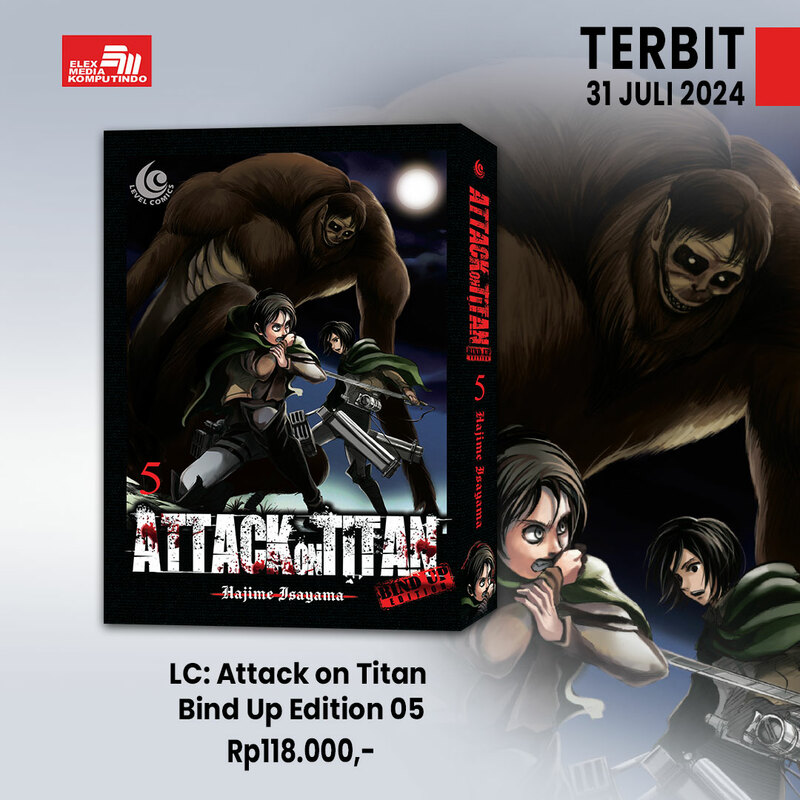 ELEX
MEDIA
KOMPUTINDO
TERBIT
31 JULI 2024
LEVEL COMICS
5
ATTACK ON TITAN
Hajime Isayama
BIND UP
EDITION
ATTACK ON TITAN
BIND UP
EDITION
5
Hajime Isayama
LC: Attack on Titan
Bind Up Edition 05
Rp118.000,-